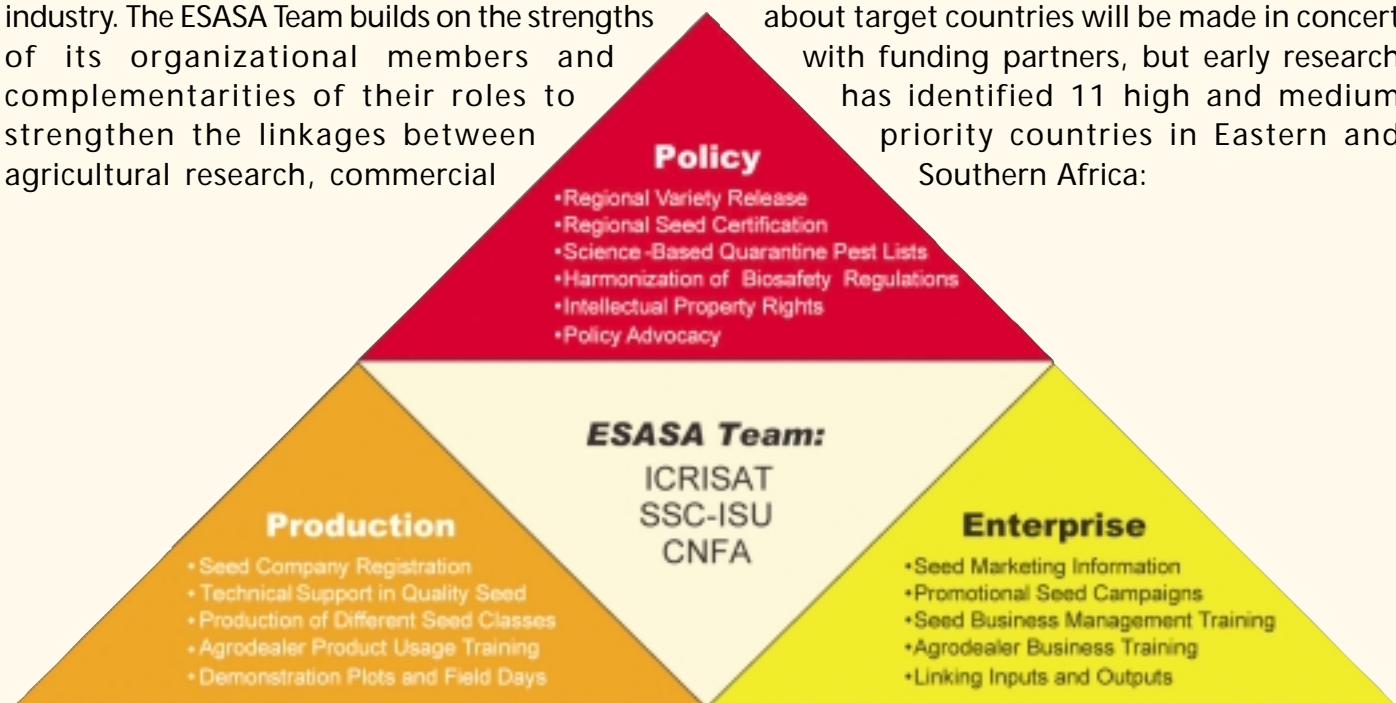 industry. The ESASA Team builds on the strengths
of its organizational members and
complementarities of their roles to
strengthen the linkages between
agricultural research, commercial
about target countries will be made in concert
with funding partners, but early research
has identified 11 high and medium
priority countries in Eastern and
Southern Africa:
Policy
•Regional Variety Release
•Regional Seed Certification
•Science-Based Quarantine Pest Lists
•Harmonization of Biosafety Regulations
•Intellectual Property Rights
•Policy Advocacy
ESASA Team:
ICRISAT
SSC-ISU
CNFA
Production
• Seed Company Registration
• Technical Support in Quality Seed
• Production of Different Seed Classes
• Agrodealer Product Usage Training
• Demonstration Plots and Field Days
Enterprise
•Seed Marketing Information
•Promotional Seed Campaigns
•Seed Business Management Training
•Agrodealer Business Training
•Linking Inputs and Outputs